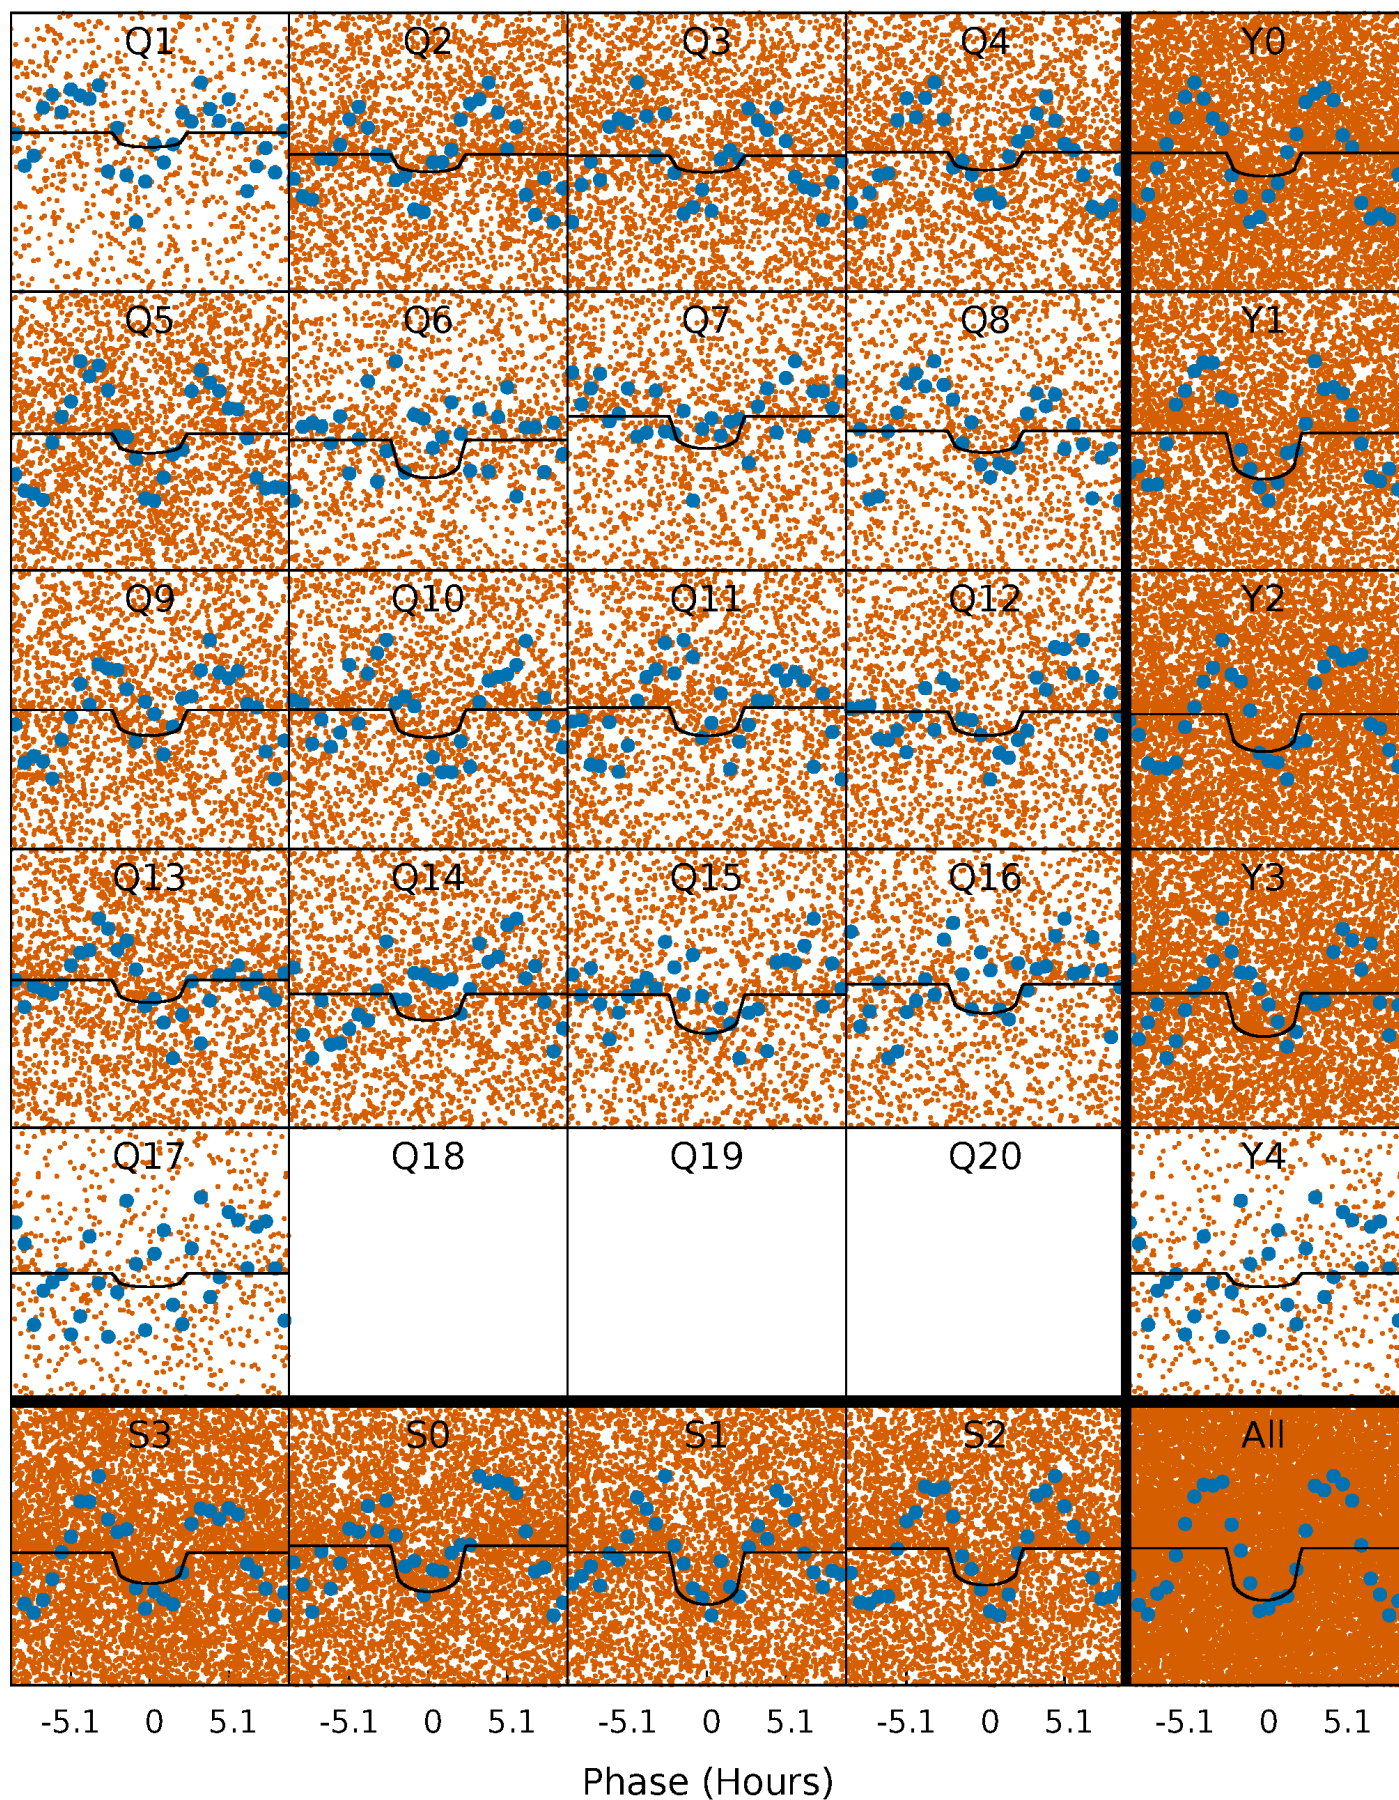 Q1 Q2 Q3 Q4 Y0
Q5 Q6 Q7 Q8 Y1
Q9 Q10 Q11 Q12 Y2
Q13 Q14 Q15 Q16 Y3
Q17 Q18 Q19 Q20 Y4
S3 S0 S1 S2 All
-5.1 0 5.1 -5.1 0 5.1 -5.1 0 5.1 -5.1 0 5.1 -5.1 0 5.1
Phase (Hours)